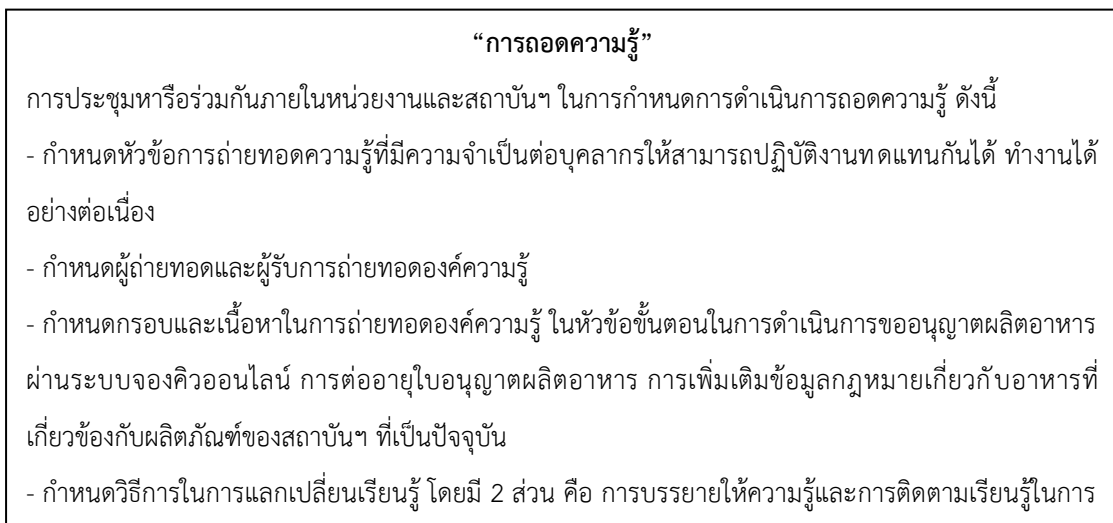 “การถอดความรู้”
การประชุมหารือร่วมกันภายในหน่วยงานและสถาบันฯ ในการกำหนดการดำเนินการถอดความรู้ ดังนี้
- กำหนดหัวข้อการถ่ายทอดความรู้ที่มีความจำเป็นต่อบุคลากรให้สามารถปฏิบัติงานทดแทนกันได้ ทำงานได้
อย่างต่อเนื่อง
- กำหนดผู้ถ่ายทอดและผู้รับการถ่ายทอดองค์ความรู้
- กำหนดกรอบและเนื้อหาในการถ่ายทอดองค์ความรู้ ในหัวข้อขั้นตอนในการดำเนินการขออนุญาตผลิตอาหาร
ผ่านระบบจองคิวออนไลน์ การต่ออายุใบอนุญาตผลิตอาหาร การเพิ่มเติมข้อมูลกฎหมายเกี่ยวกับอาหารที่
เกี่ยวข้องกับผลิตภัณฑ์ของสถาบันฯ ที่เป็นปัจจุบัน
- กำหนดวิธีการในการแลกเปลี่ยนเรียนรู้ โดยมี 2 ส่วน คือ การบรรยายให้ความรู้และการติดตามเรียนรู้ในการ